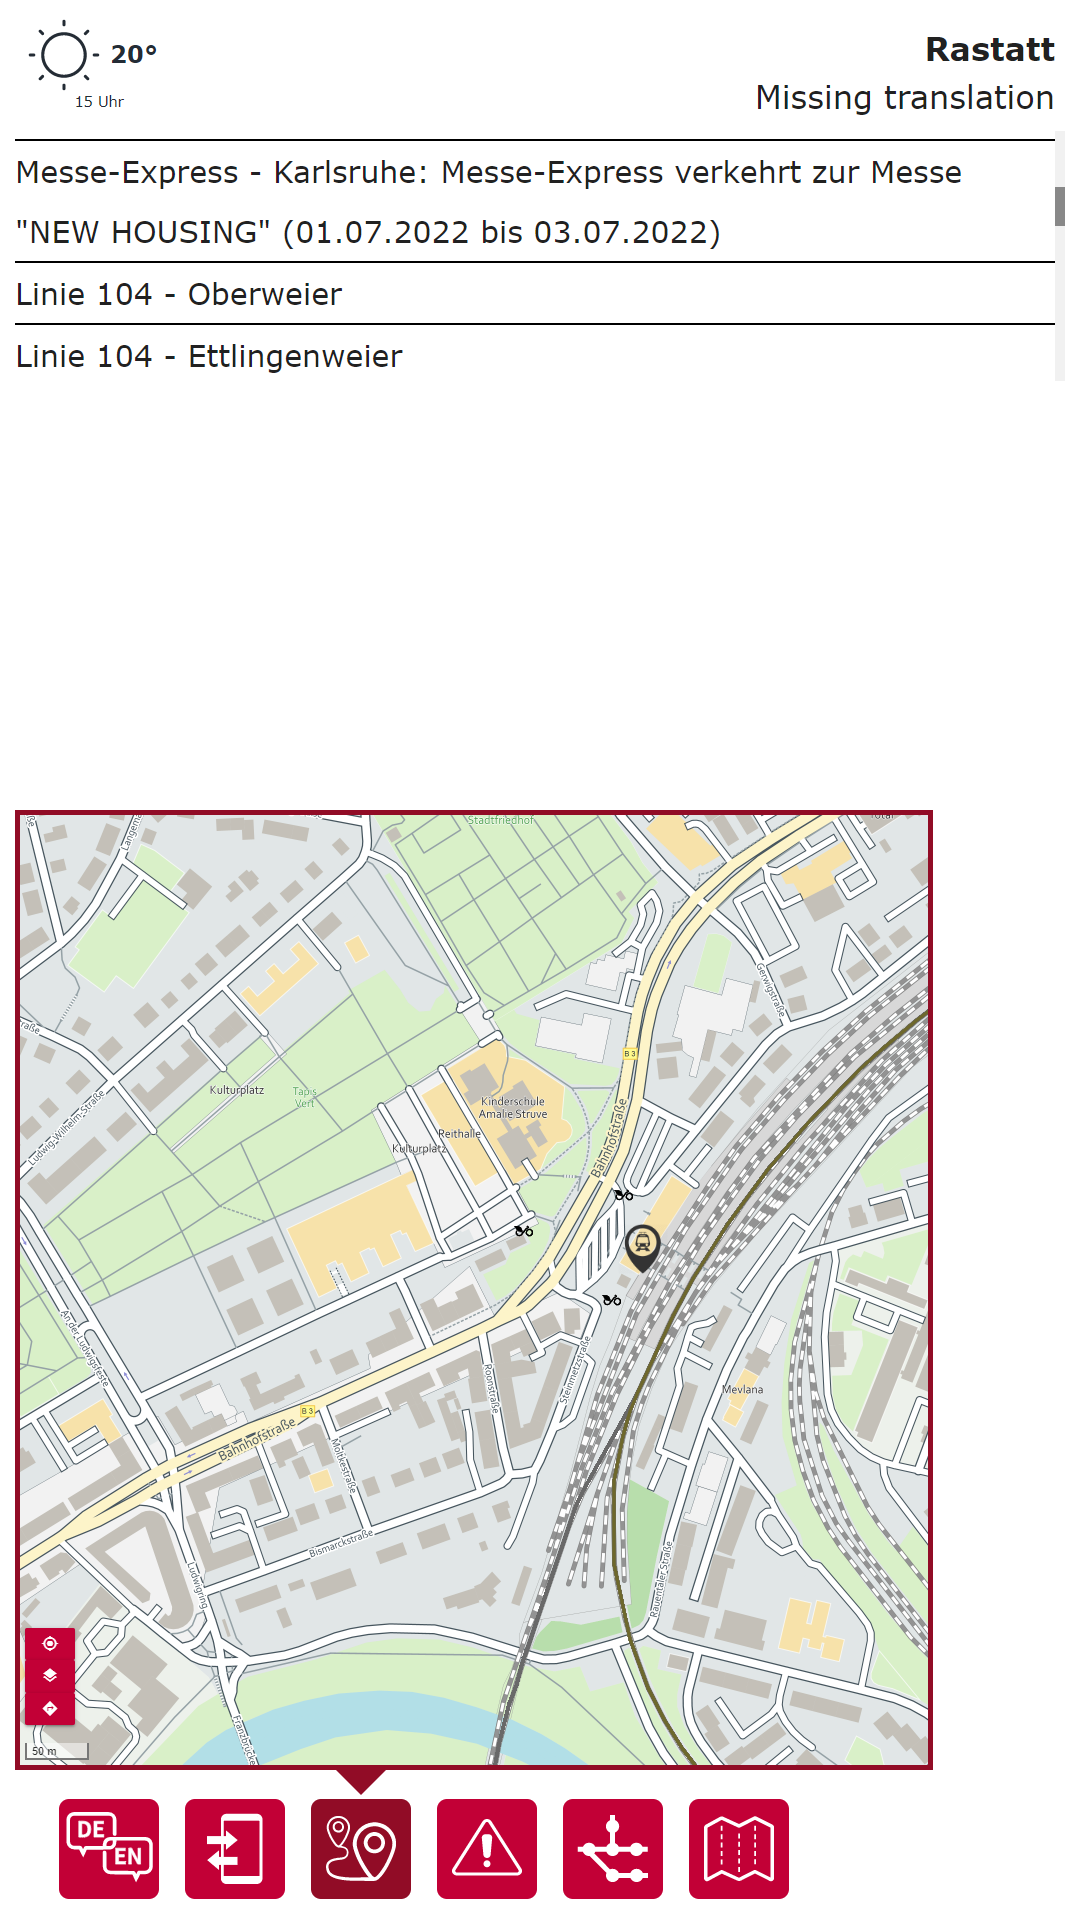 20°
15 Uhr
Rastatt
Missing translation
Messe-Express - Karlsruhe: Messe-Express verkehrt zur Messe
"NEW HOUSING" (01.07.2022 bis 03.07.2022)
Linie 104 - Oberweier
Linie 104 - Ettlingenweier
Stadtfriedhof
Gerwigstraße
B 3
Kulturplatz
Tapis
Vert
Kinderschule
Amalie Struve
Reithalle
Kulturplatz
Bahnhofstraße
Ludwig-Wilhelm-Straße
An der Ludwigsfeste
Roonstraße
Steinmetzstraße
Mevlana
B 3
Bahnhofstraße
Moltkestraße
Bismarckstraße
Ludwigring
Rauentaler Straße
Franzbrücke
50 m
DE
EN